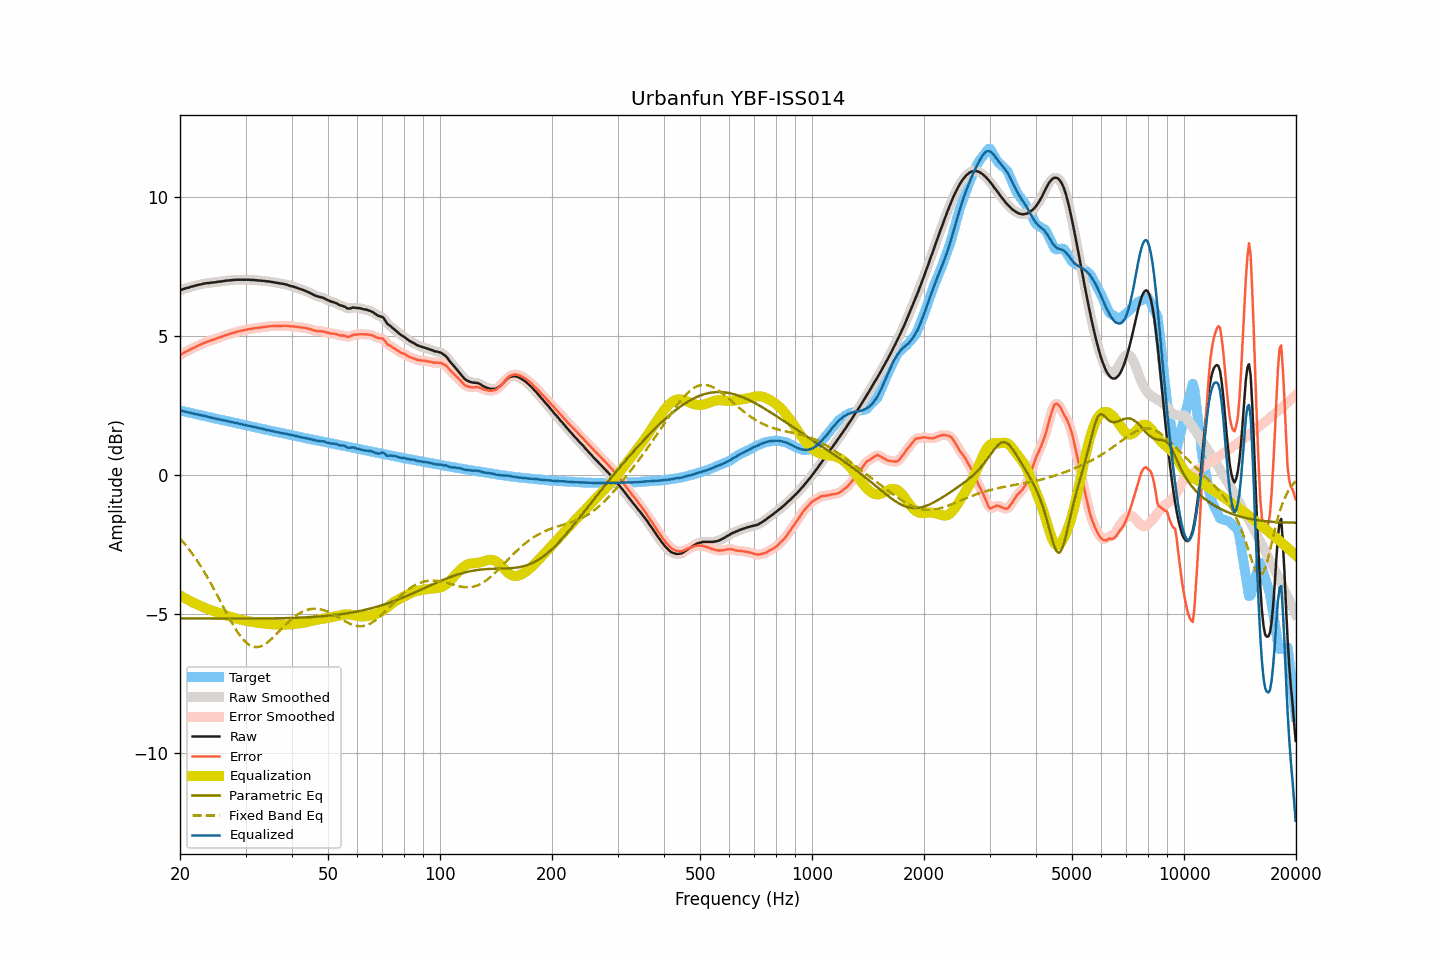 Urbanfun YBF-ISS014
Amplitude (dBr)
10
5
0
−5
−10
Target
Raw Smoothed
Error Smoothed
Raw
Error
Equalization
Parametric Eq
Fixed Band Eq
Equalized
20 50 100 200 500 1000 2000 5000 10000 20000
Frequency (Hz)